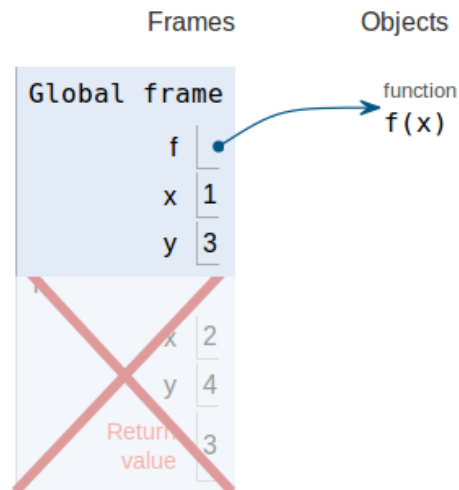 Frames Objects
Global frame
function
f(x)
f
x 1
y 3
x 2
y 4
Return
value 3